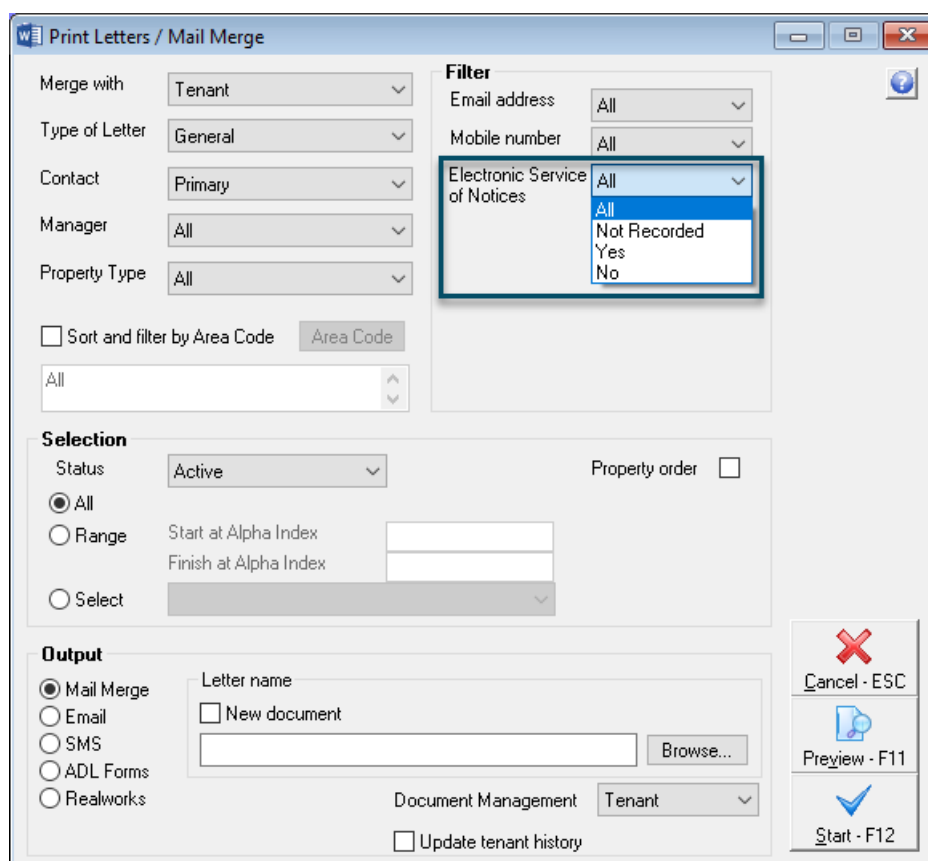 Print Letters / Mail Merge
Merge with Tenant
Type of Letter General
Contact Primary
Manager All
Property Type All
Sort and filter by Area Code Area Code
All
Filter
Email address All
Mobile number All
Electronic Service All
of Notices
All
Not Recorded
Yes
No
Selection
Status Active Property order
All
Range Start at Alpha Index
Finish at Alpha Index
Select
Output
Mail Merge
Email
SMS
ADL Forms
Realworks
Letter name
New document
Browse...
Document Management Tenant
Update tenant history
Cancel - ESC
Preview - F11
Start - F12